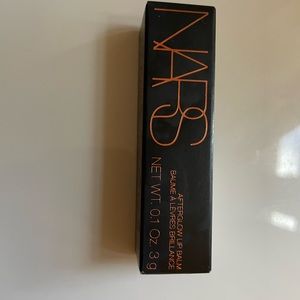 NARS
AFTERGLOW LIP BALM
BAUME À LÈVRES BRILLANCE
NET WT. 0.1 Oz. 3 g